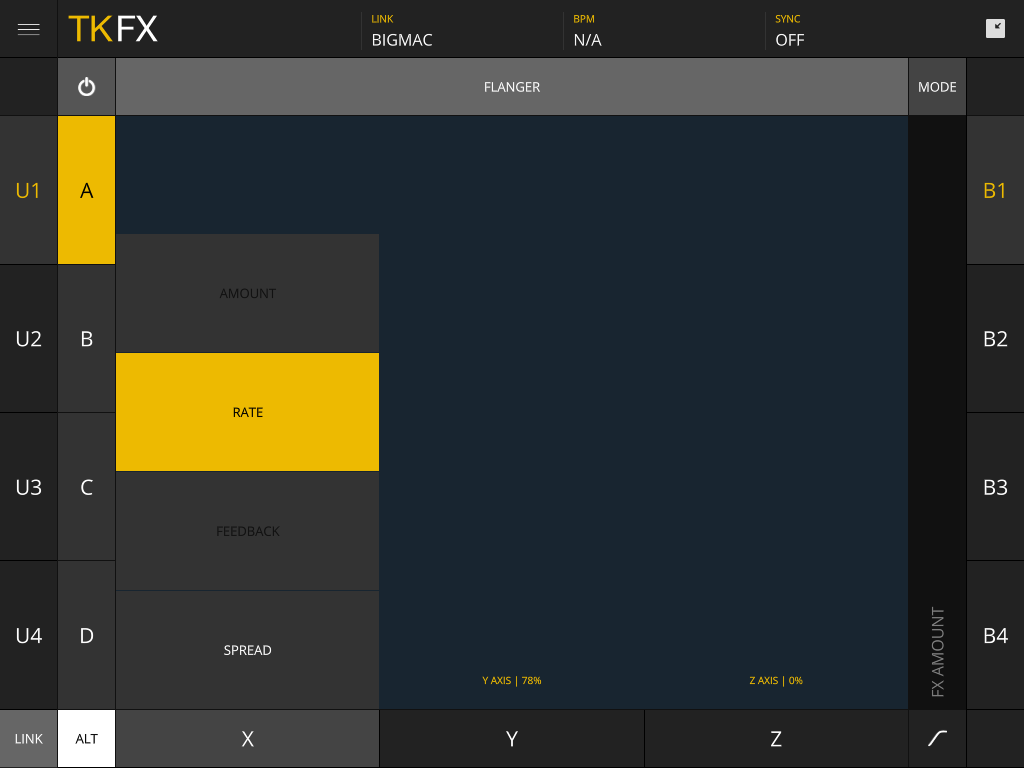 TKFX
LINK
BIGMAC
BPM
N/A
SYNC
OFF
FLANGER
MODE
U1
A
B1
AMOUNT
U2
B
B2
RATE
U3
C
B3
FEEDBACK
U4
D
SPREAD
B4
Y AXIS | 78%
Z AXIS | 0%
FX AMOUNT
LINK
ALT
X
Y
Z